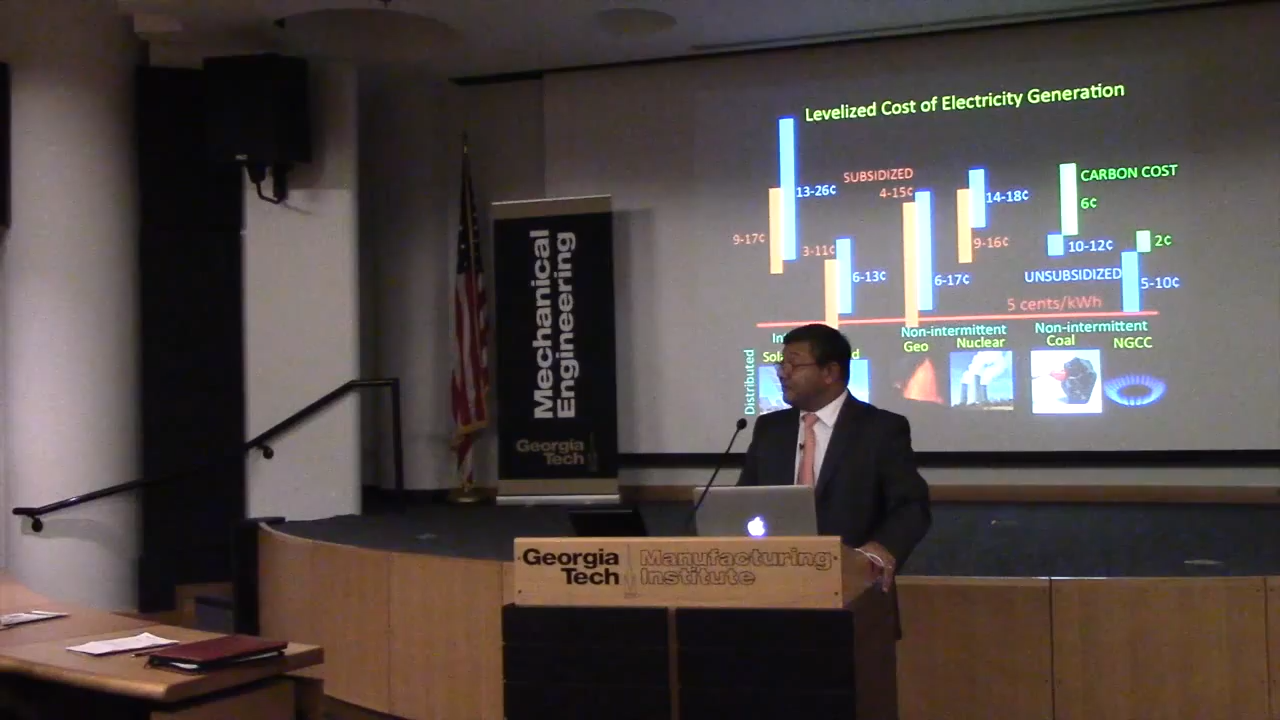 Levelized Cost of Electricity Generation
SUBSIDIZED
CARBON COST
13-26¢
4-15¢
14-18¢
6¢
9-17¢
3-11¢
9-16¢
10-12¢
2¢
6-13¢
6-17¢
UNSUBSIDIZED
5-10¢
5 cents/kWh
Non-intermittent
Non-intermittent
Geo
Nuclear
Coal
NGCC
Distributed
Mechanical
Engineering
Georgia
Tech
Georgia
Tech
Manufacturing
Institute